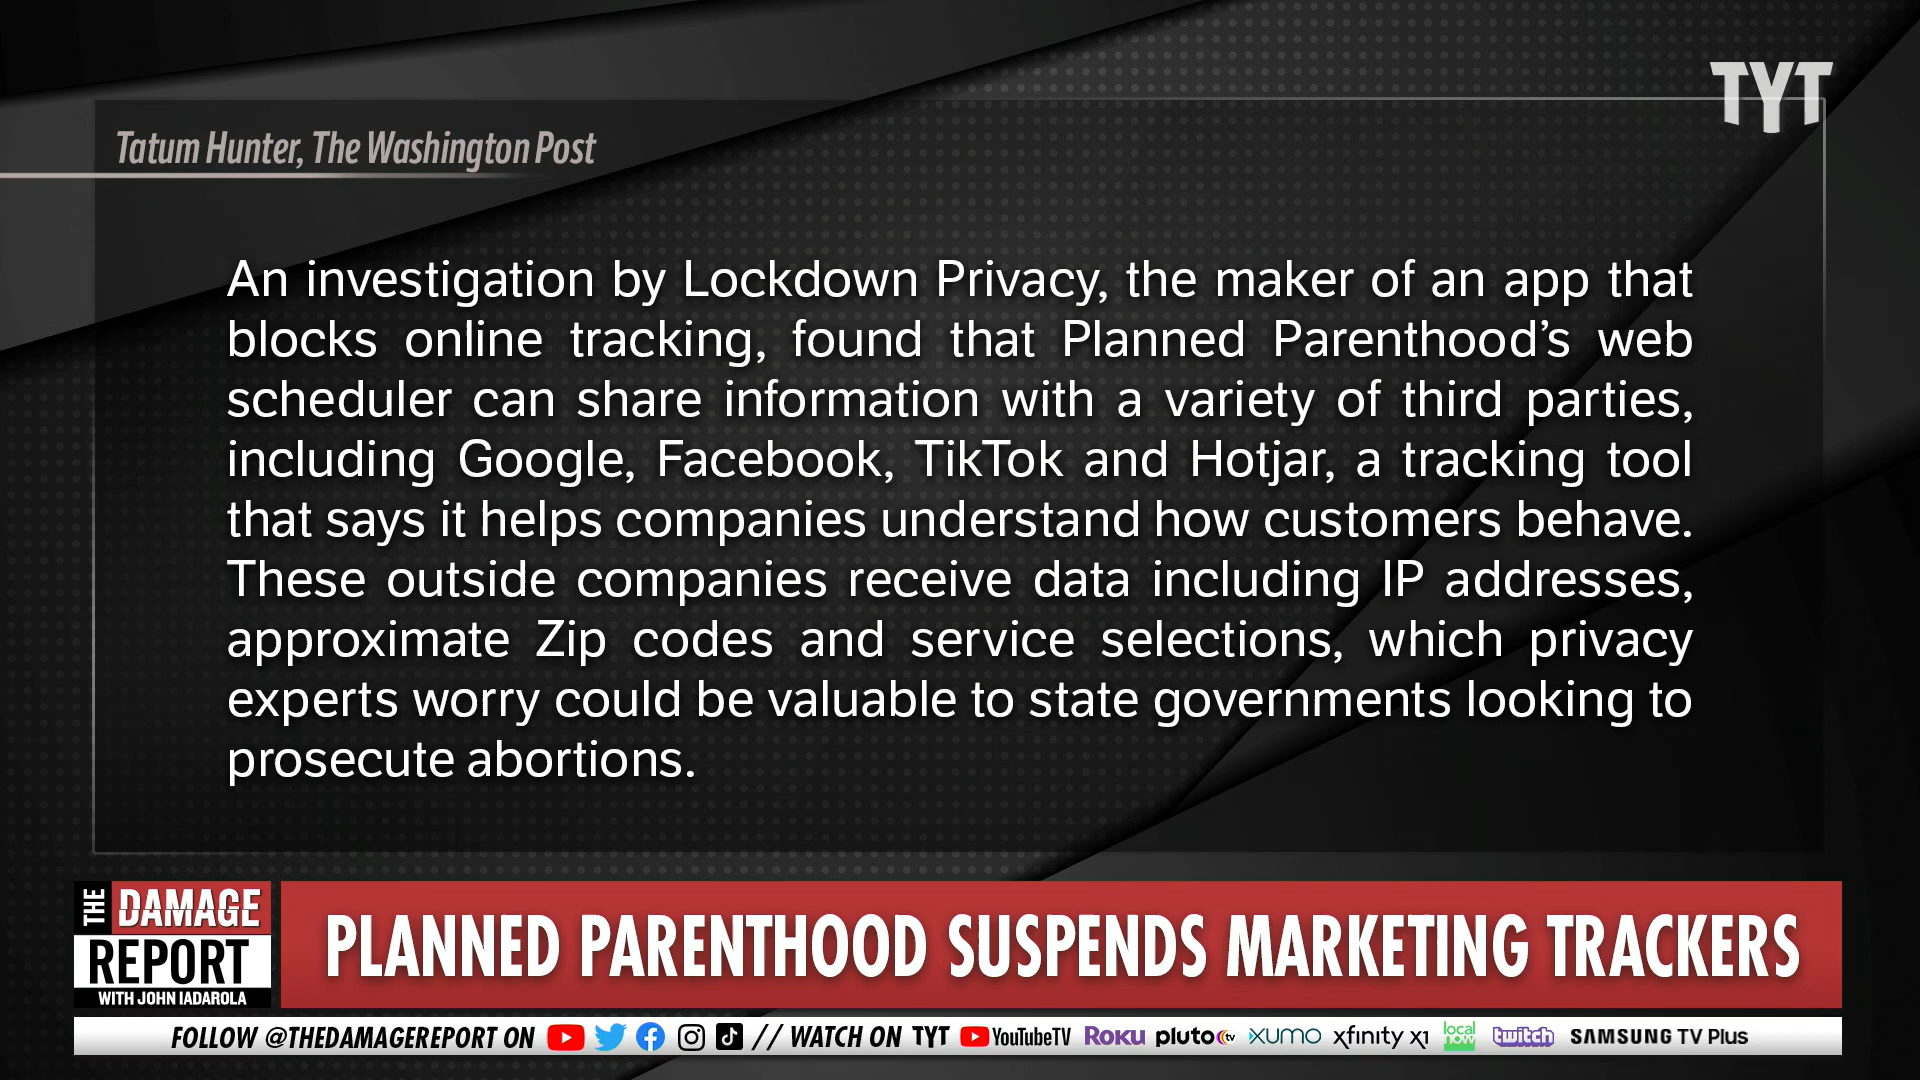 TYT
Tatum Hunter, The Washington Post
An investigation by Lockdown Privacy, the maker of an app that
blocks online tracking, found that Planned Parenthood’s web
scheduler can share information with a variety of third parties,
including Google, Facebook, TikTok and Hotjar, a tracking tool
that says it helps companies understand how customers behave.
These outside companies receive data including IP addresses,
approximate Zip codes and service selections, which privacy
experts worry could be valuable to state governments looking to
prosecute abortions.
THE DAMAGE
REPORT
WITH JOHN IADAROLA
PLANNED PARENTHOOD SUSPENDS MARKETING TRACKERS
FOLLOW @THEDAMAGEREPORT ON // WATCH ON TYT YouTubeTV ROKU pluto tv XUMO xfinity x1 local now twitch SAMSUNG TV Plus